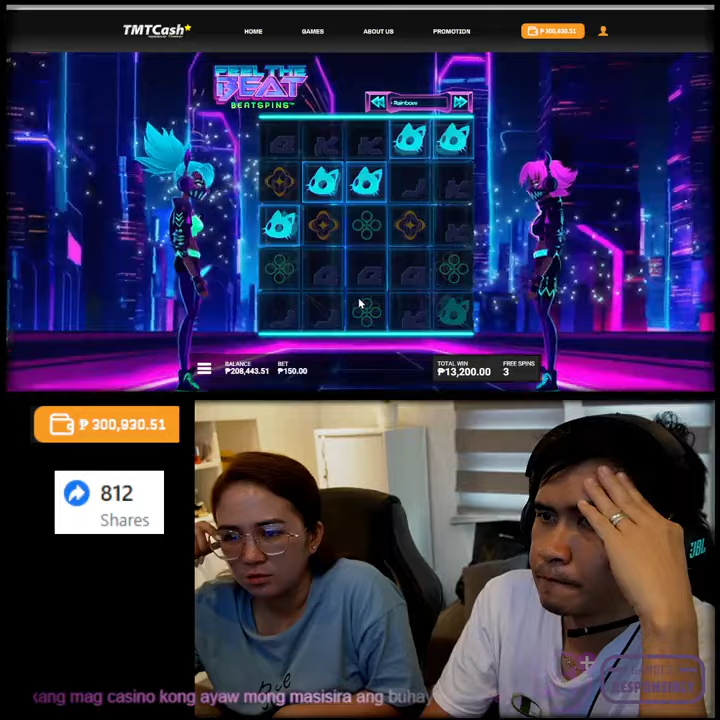 TMTCash
HOME
GAMES
ABOUT US
PROMOTION
₱ 300,930.51
FEEL THE
BEAT
BEATSPINS™
Rainbow
BALANCE
₱208,443.51
BET
₱150.00
TOTAL WIN
₱13,200.00
FREE SPINS
3
₱ 300,930.51
812
Shares
JBL
kang mag casino kong ayaw mong masisira ang buhay